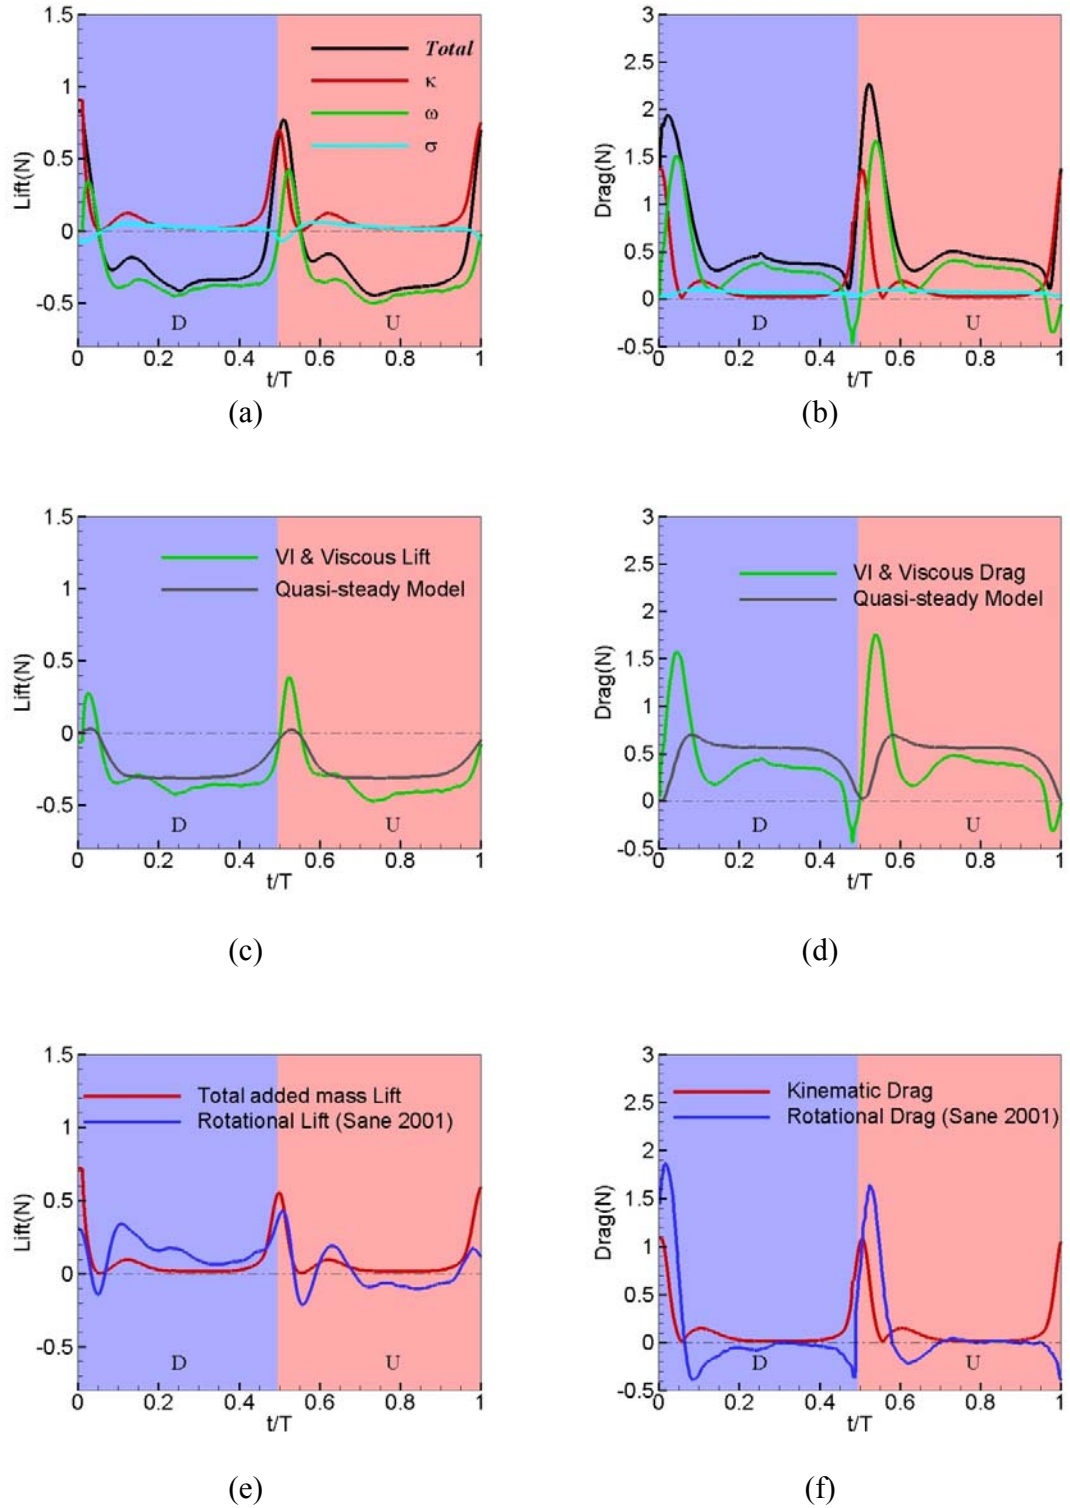 1.5
1
0.5
0
-0.5
Lift(N)
Total
κ
ω
σ
D
U
0 0.2 0.4 0.6 0.8 1
t/T
(a)
3
2.5
2
1.5
1
0.5
0
-0.5
Drag(N)
D
U
0 0.2 0.4 0.6 0.8 1
t/T
(b)
1.5
1
0.5
0
-0.5
Lift(N)
VI & Viscous Lift
Quasi-steady Model
D
U
0 0.2 0.4 0.6 0.8 1
t/T
(c)
3
2.5
2
1.5
1
0.5
0
-0.5
Drag(N)
VI & Viscous Drag
Quasi-steady Model
D
U
0 0.2 0.4 0.6 0.8 1
t/T
(d)
1.5
1
0.5
0
-0.5
Lift(N)
Total added mass Lift
Rotational Lift (Sane 2001)
D
U
0 0.2 0.4 0.6 0.8 1
t/T
(e)
3
2.5
2
1.5
1
0.5
0
-0.5
Drag(N)
Kinematic Drag
Rotational Drag (Sane 2001)
D
U
0 0.2 0.4 0.6 0.8 1
t/T
(f)